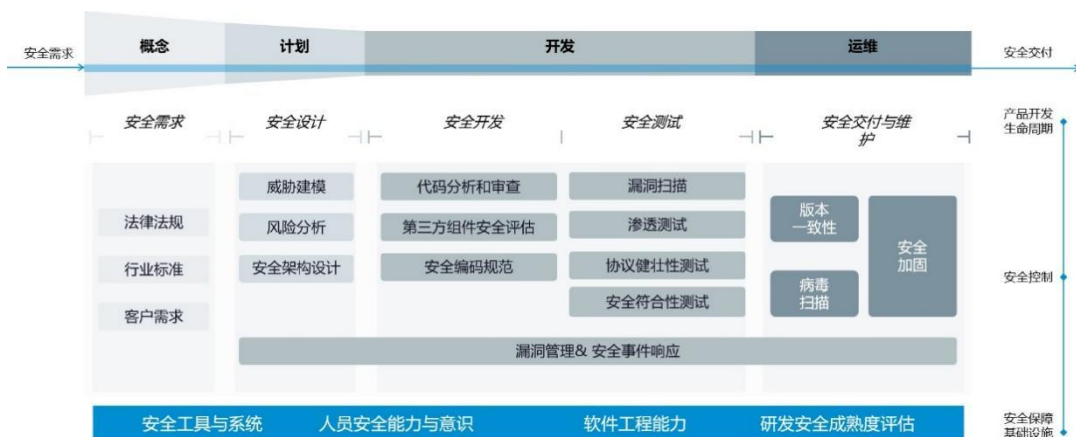 安全需求
概念
计划
开发
运维
安全交付
安全需求
安全设计
安全开发
安全测试
安全交付与维
护
产品开发
生命周期
法律法规
行业标准
客户需求
威胁建模
风险分析
安全架构设计
代码分析和审查
第三方组件安全评估
安全编码规范
漏洞扫描
渗透测试
协议健壮性测试
安全符合性测试
版本
一致性
病毒
扫描
安全
加固
安全控制
漏洞管理& 安全事件响应
安全工具与系统
人员安全能力与意识
软件工程能力
研发安全成熟度评估
安全保障
基础设施